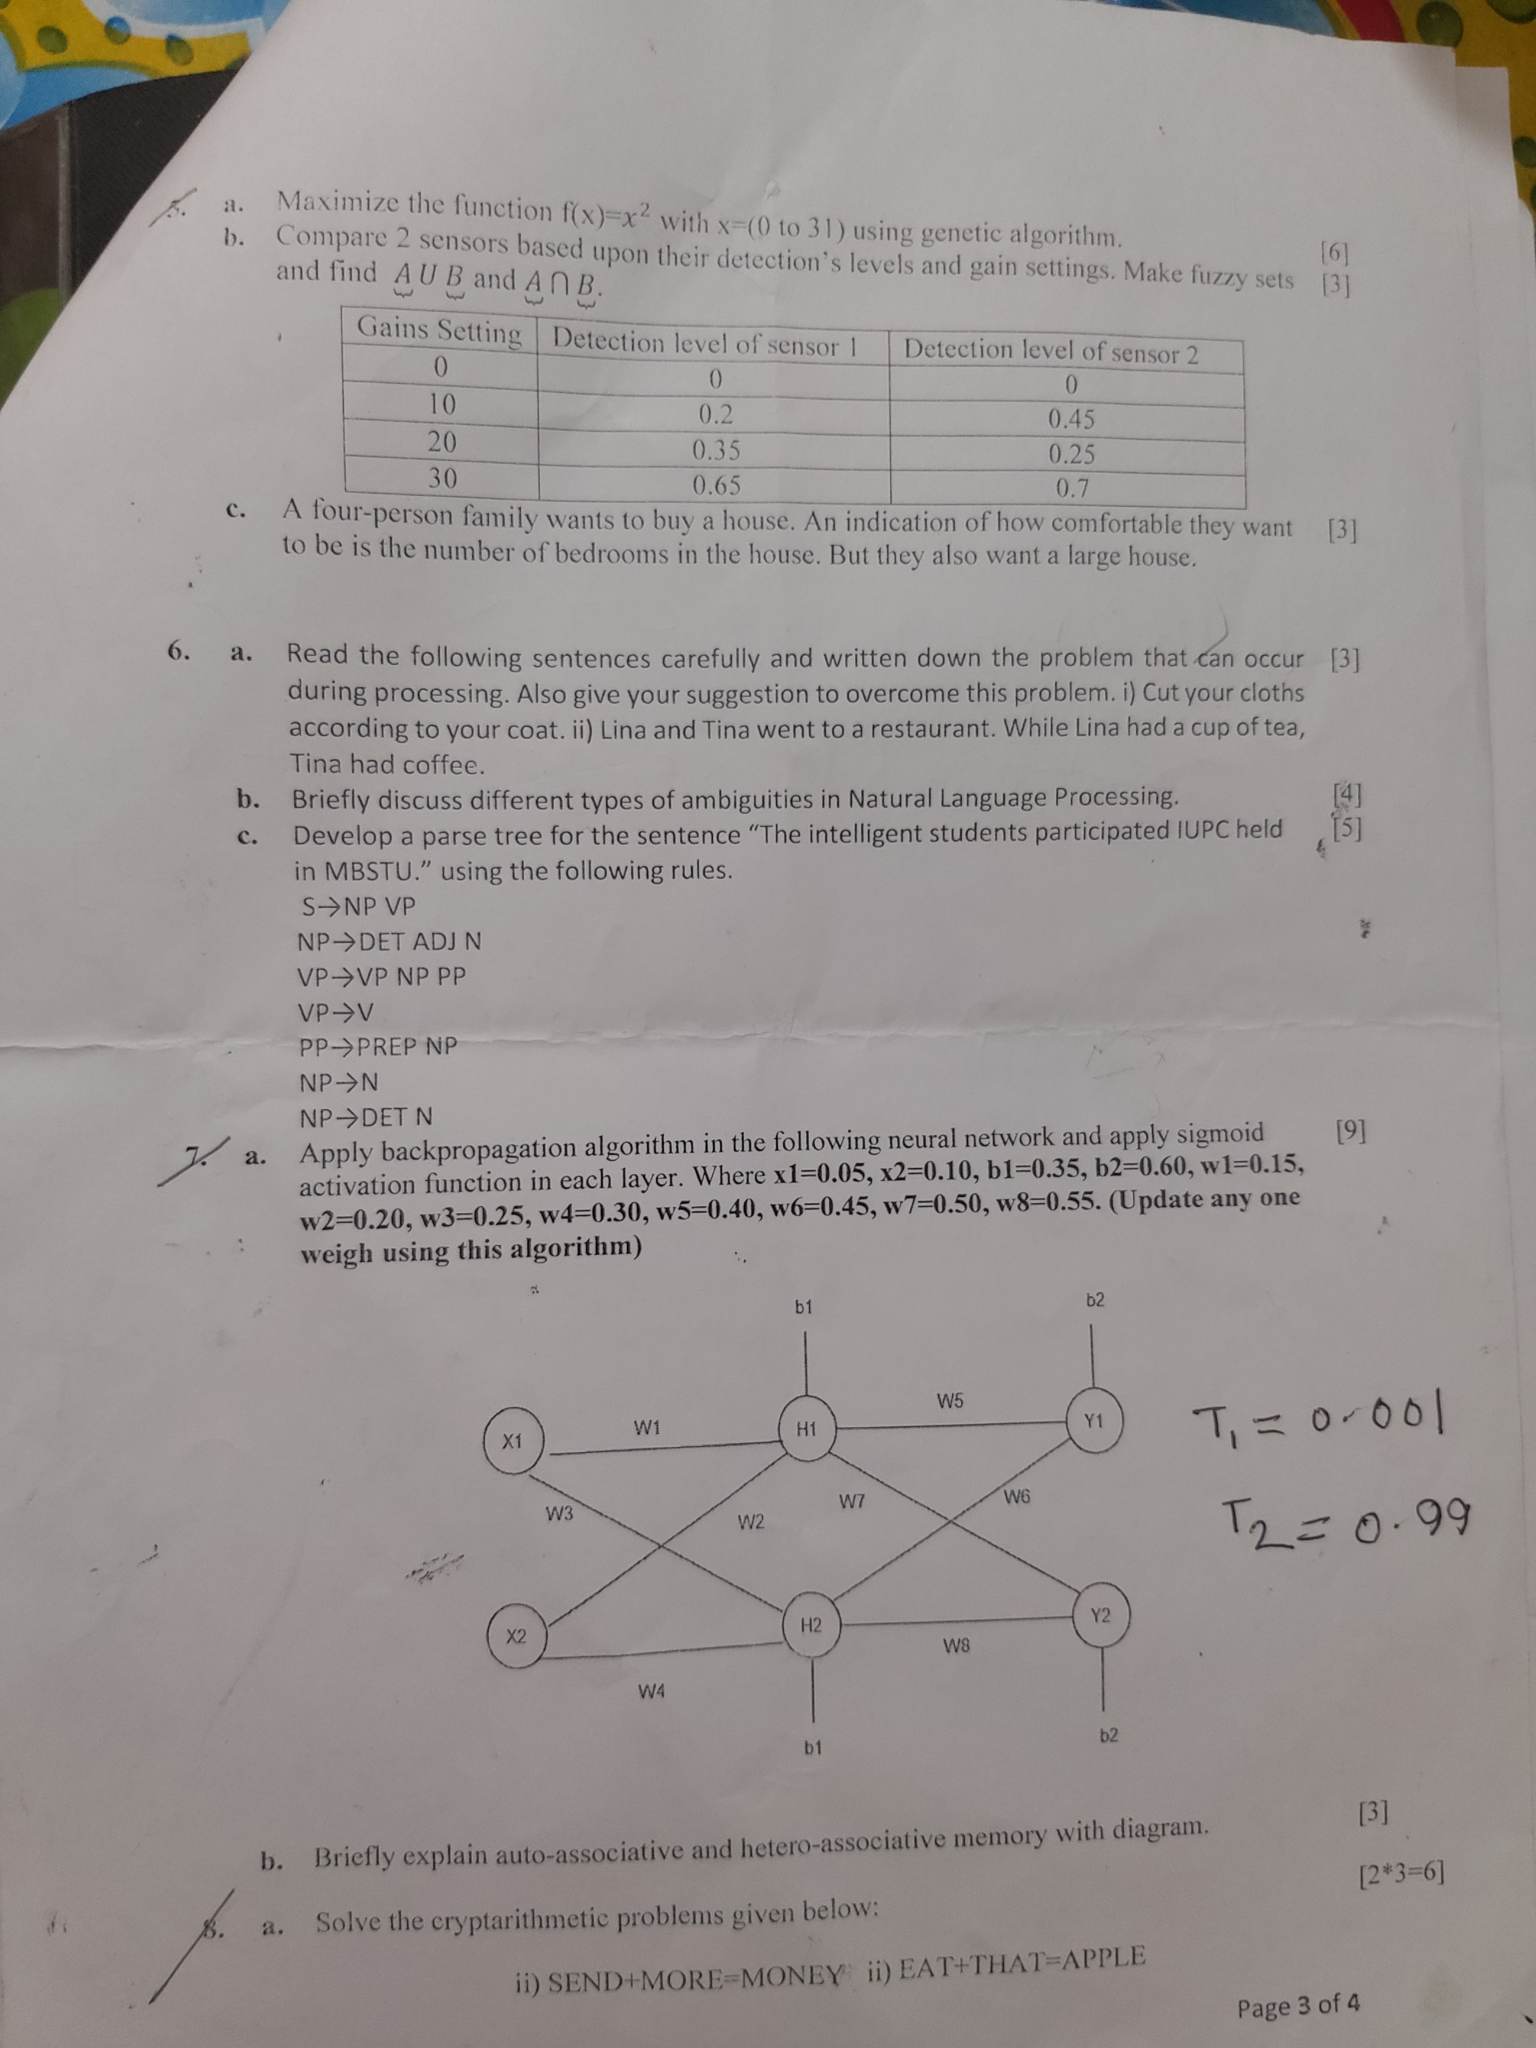 5. a. Maximize the function f(x)=x² with x=(0 to 31) using genetic algorithm. [6]
b. Compare 2 sensors based upon their detection's levels and gain settings. Make fuzzy sets [3]
and find A U B and A ∩ B.
Gains Setting Detection level of sensor 1 Detection level of sensor 2
0 0 0
10 0.2 0.45
20 0.35 0.25
30 0.65 0.7
c. A four-person family wants to buy a house. An indication of how comfortable they want [3]
to be is the number of bedrooms in the house. But they also want a large house.
6. a. Read the following sentences carefully and written down the problem that can occur [3]
during processing. Also give your suggestion to overcome this problem. i) Cut your cloths
according to your coat. ii) Lina and Tina went to a restaurant. While Lina had a cup of tea,
Tina had coffee.
b. Briefly discuss different types of ambiguities in Natural Language Processing. [4]
c. Develop a parse tree for the sentence “The intelligent students participated IUPC held [5]
in MBSTU.” using the following rules.
S→NP VP
NP→DET ADJ N
VP→VP NP PP
VP→V
PP→PREP NP
NP→N
NP→DET N
7. a. Apply backpropagation algorithm in the following neural network and apply sigmoid [9]
activation function in each layer. Where x1=0.05, x2=0.10, b1=0.35, b2=0.60, w1=0.15,
w2=0.20, w3=0.25, w4=0.30, w5=0.40, w6=0.45, w7=0.50, w8=0.55. (Update any one
weigh using this algorithm)
b1 b2
W5
X1 W1 H1 Y1 T₁ = 0.001
W3 W2 W7 W6
T2 = 0.99
X2 H2 Y2
W8
W4
b1 b2
b. Briefly explain auto-associative and hetero-associative memory with diagram. [3]
8. a. Solve the cryptarithmetic problems given below: [2*3=6]
ii) SEND+MORE=MONEY ii) EAT+THAT=APPLE
Page 3 of 4